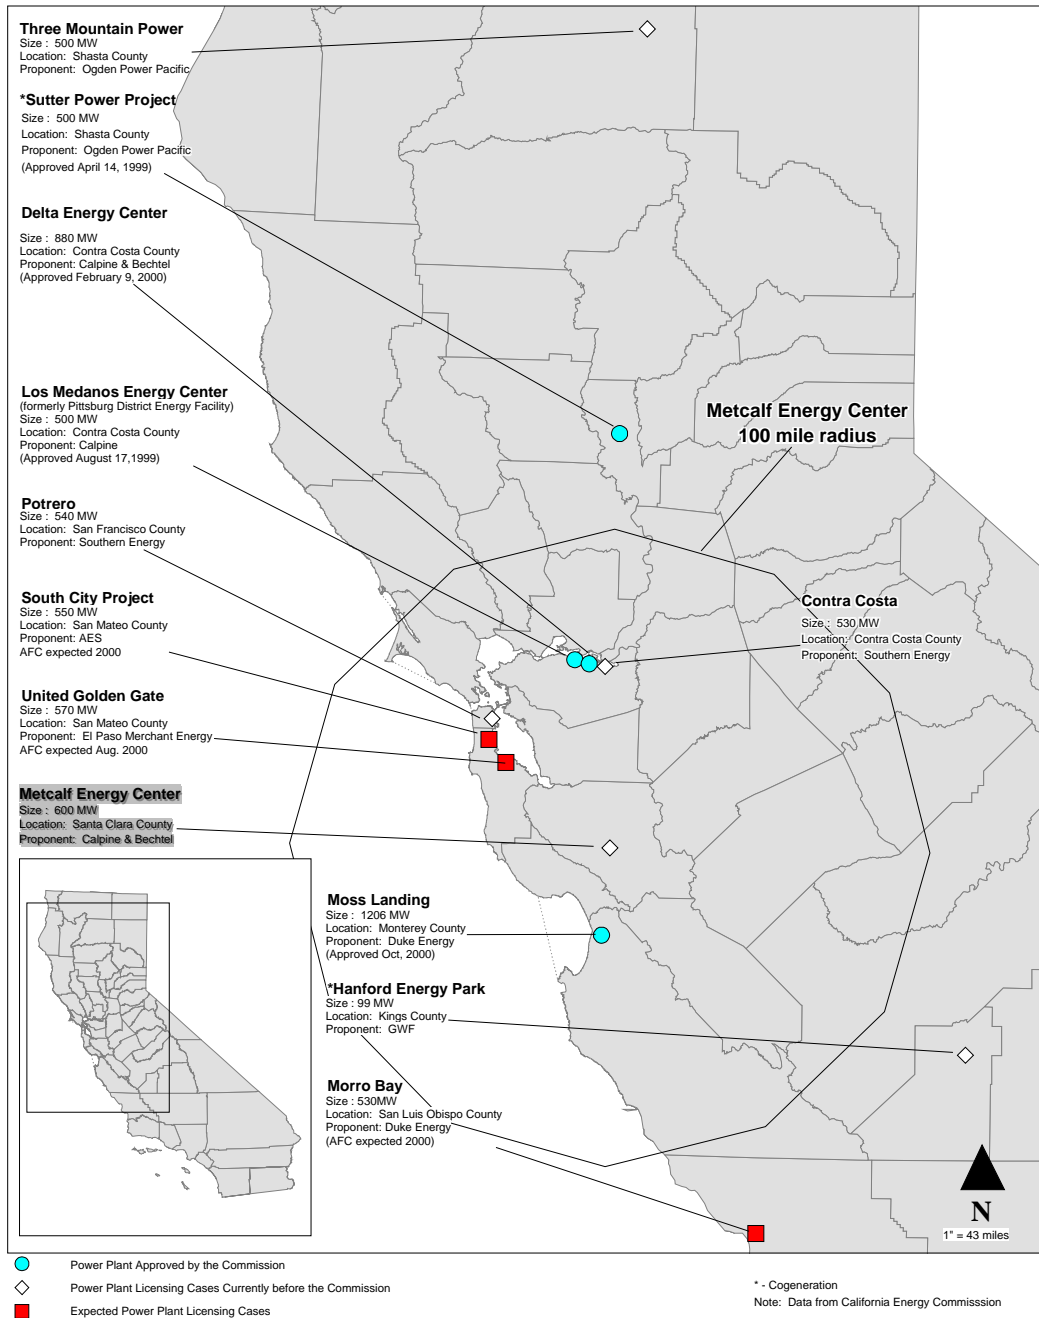 Three Mountain Power
Size : 500 MW
Location: Shasta County
Proponent: Ogden Power Pacific
*Sutter Power Project
Size : 500 MW
Location: Shasta County
Proponent: Ogden Power Pacific
(Approved April 14, 1999)
Delta Energy Center
Size : 880 MW
Location: Contra Costa County
Proponent: Calpine & Bechtel
(Approved February 9, 2000)
Los Medanos Energy Center
(formerly Pittsburg District Energy Facility)
Size : 500 MW
Location: Contra Costa County
Proponent: Calpine
(Approved August 17,1999)
Metcalf Energy Center
100 mile radius
Potrero
Size : 540 MW
Location: San Francisco County
Proponent: Southern Energy
South City Project
Size : 550 MW
Location: San Mateo County
Proponent: AES
AFC expected 2000
Contra Costa
Size : 530 MW
Location: Contra Costa County
Proponent: Southern Energy
United Golden Gate
Size : 570 MW
Location: San Mateo County
Proponent: El Paso Merchant Energy
AFC expected Aug. 2000
Metcalf Energy Center
Size : 600 MW
Location: Santa Clara County
Proponent: Calpine & Bechtel
Moss Landing
Size : 1206 MW
Location: Monterey County
Proponent: Duke Energy
(Approved Oct, 2000)
*Hanford Energy Park
Size : 99 MW
Location: Kings County
Proponent: GWF
Morro Bay
Size : 530MW
Location: San Luis Obispo County
Proponent: Duke Energy
(AFC expected 2000)
N
1" = 43 miles
Power Plant Approved by the Commission
Power Plant Licensing Cases Currently before the Commission
Expected Power Plant Licensing Cases
* - Cogeneration
Note: Data from California Energy Commisssion